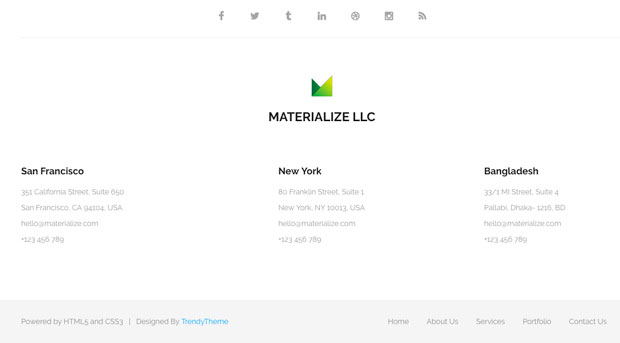 MATERIALIZE LLC
San Francisco
351 California Street, Suite 650
San Francisco, CA 94104, USA
hello@materialize.com
+123 456 789
New York
80 Franklin Street, Suite 1
New York, NY 10013, USA
hello@materialize.com
+123 456 789
Bangladesh
33/1 MI Street, Suite 4
Pallabi, Dhaka- 1216, BD
hello@materialize.com
+123 456 789
Powered by HTML5 and CSS3 | Designed By TrendyTheme
Home About Us Services Portfolio Contact Us